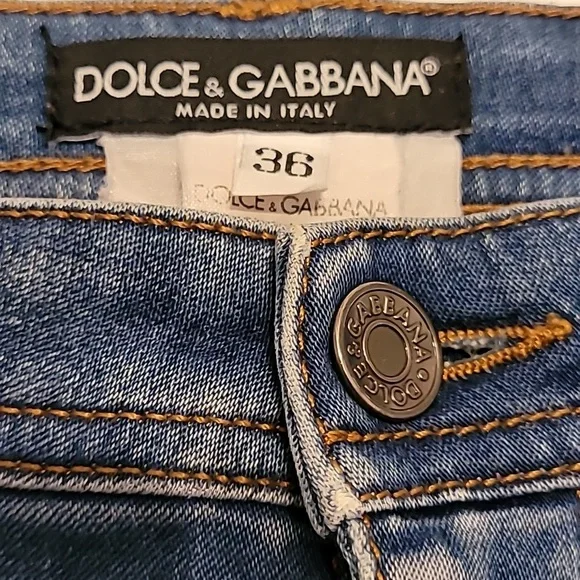 DOLCE & GABBANA®
MADE IN ITALY
36
DOLCE & GABBANA
DOLCE & GABBANA